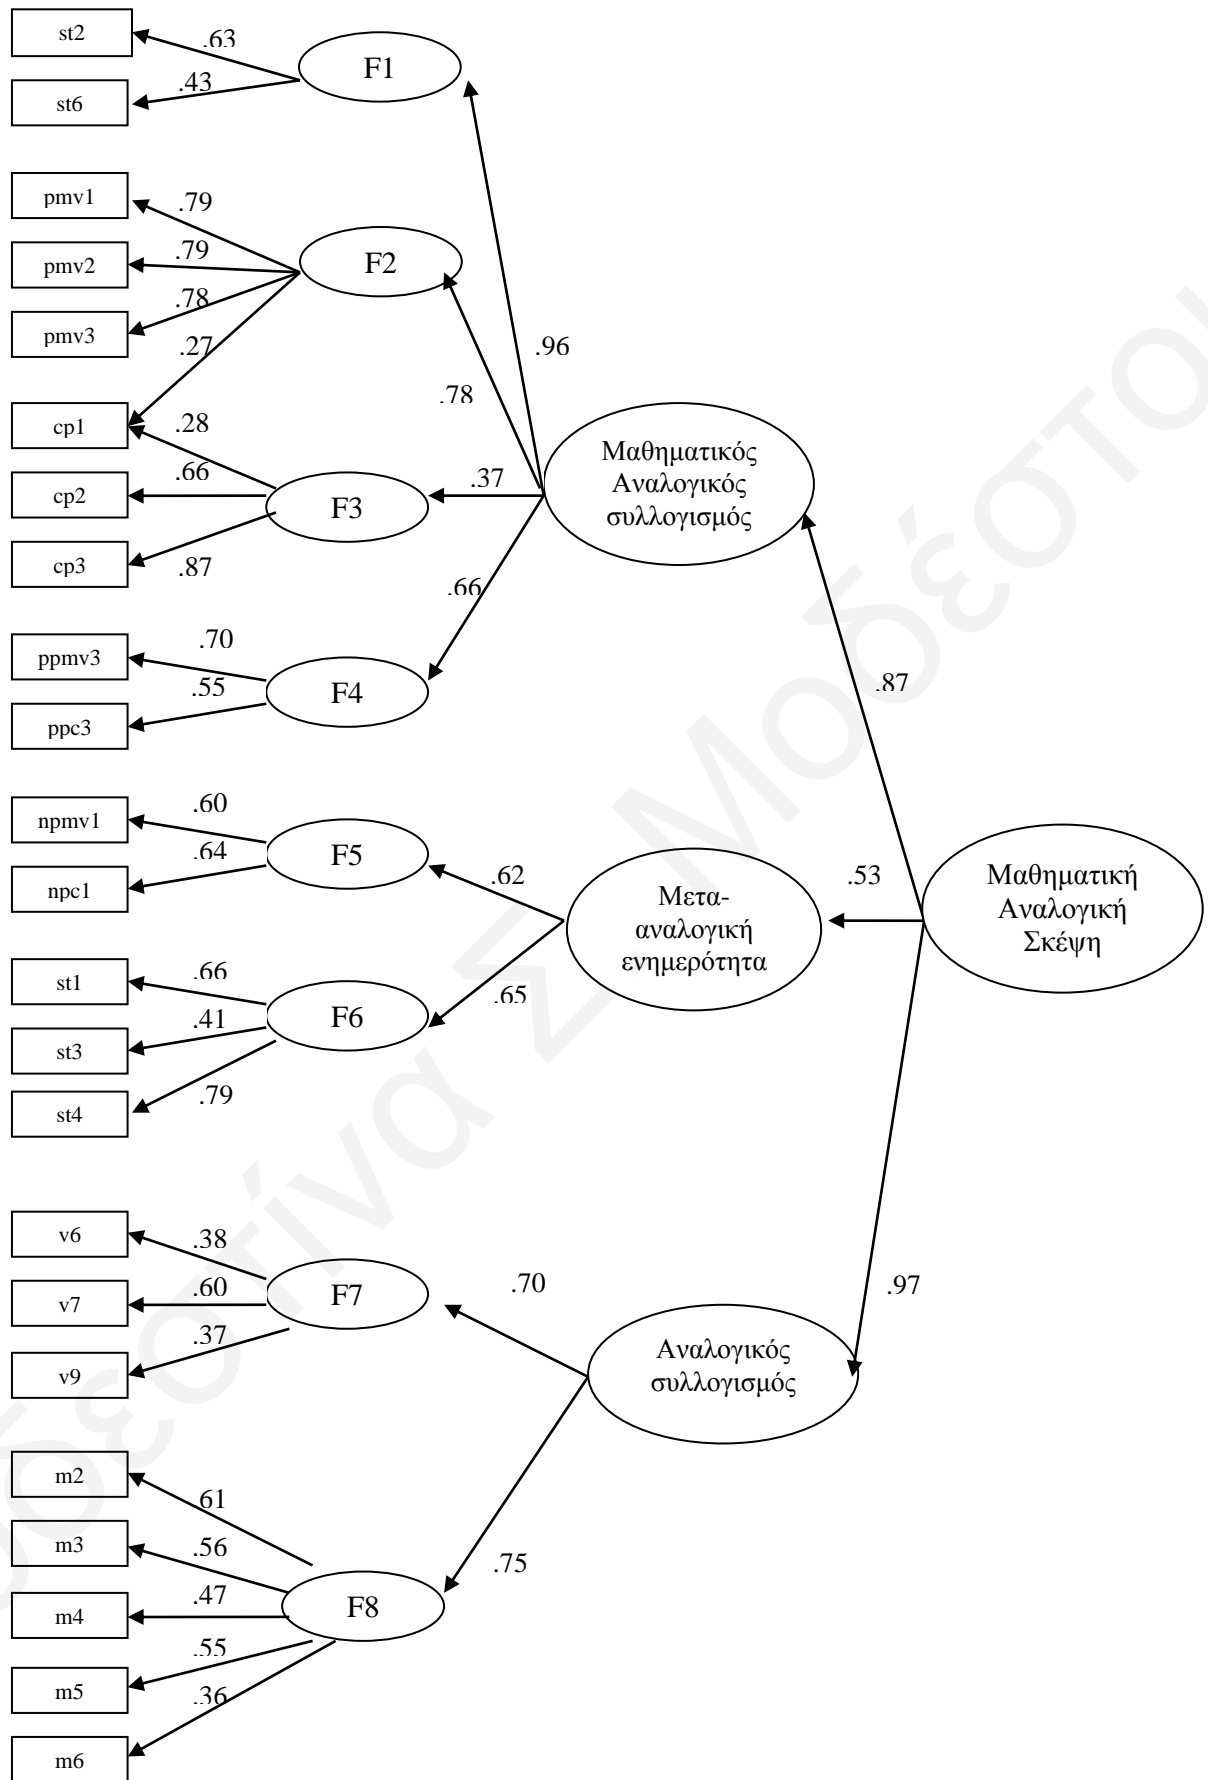 st2
.63
F1
st6
.43
pmv1
.79
pmv2
.79
F2
pmv3
.78
.27
.96
.78
cp1
.28
cp2
.66
F3
.37
cp3
.87
Μαθηματικός
Αναλογικός
συλλογισμός
.66
ppmv3
.70
F4
ppc3
.55
.87
npmv1
.60
F5
npc1
.64
.62
Μετα-
αναλογική
ενημερότητα
.53
Μαθηματική
Αναλογική
Σκέψη
st1
.66
F6
.65
st3
.41
st4
.79
v6
.38
v7
.60
F7
.70
.97
v9
.37
Αναλογικός
συλλογισμός
m2
.61
m3
.56
.75
m4
.47
F8
m5
.55
m6
.36
Σ. Μοδέστου